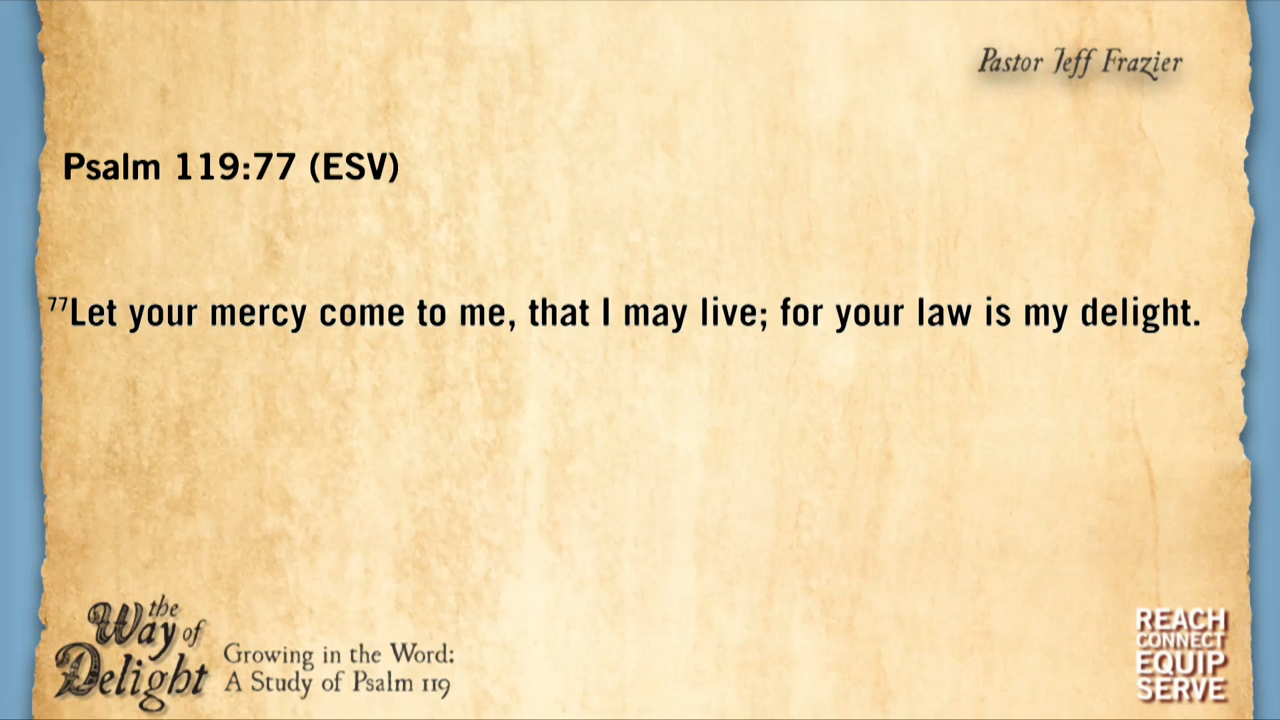 Pastor Jeff Frazier
Psalm 119:77 (ESV)
77Let your mercy come to me, that I may live; for your law is my delight.
the
Way of
Delight
Growing in the Word:
A Study of Psalm 119
REACH
CONNECT
EQUIP
SERVE